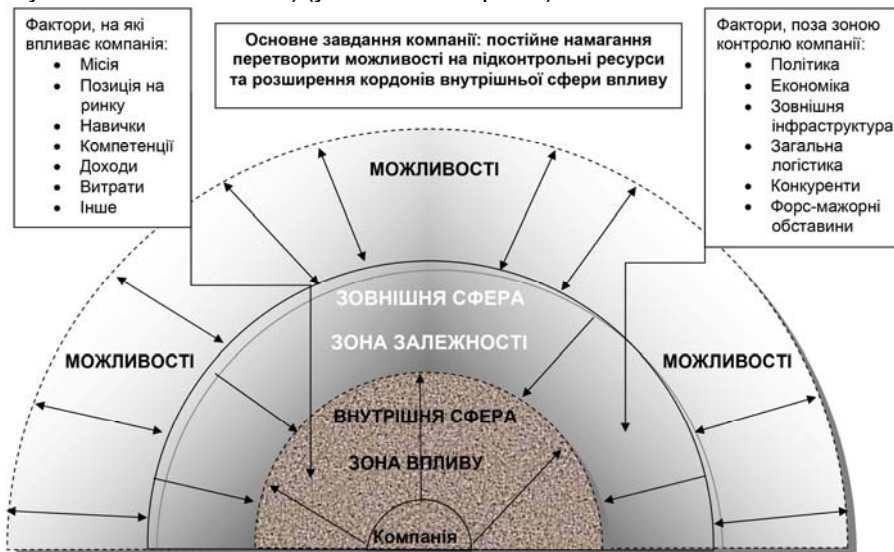 Фактори, на які
впливає компанія:
• Місія
• Позиція на
ринку
• Навички
• Компетенції
• Доходи
• Витрати
• Інше
Основне завдання компанії: постійне намагання
перетворити можливості на підконтрольні ресурси
та розширення кордонів внутрішньої сфери впливу
Фактори, поза зоною
контролю компанії:
• Політика
• Економіка
• Зовнішня
інфраструктура
• Загальна
логістика
• Конкуренти
• Форс-мажорні
обставини
МОЖЛИВОСТІ
ЗОВНІШНЯ СФЕРА
ЗОНА ЗАЛЕЖНОСТІ
МОЖЛИВОСТІ
МОЖЛИВОСТІ
ВНУТРІШНЯ СФЕРА
ЗОНА ВПЛИВУ
Компанія